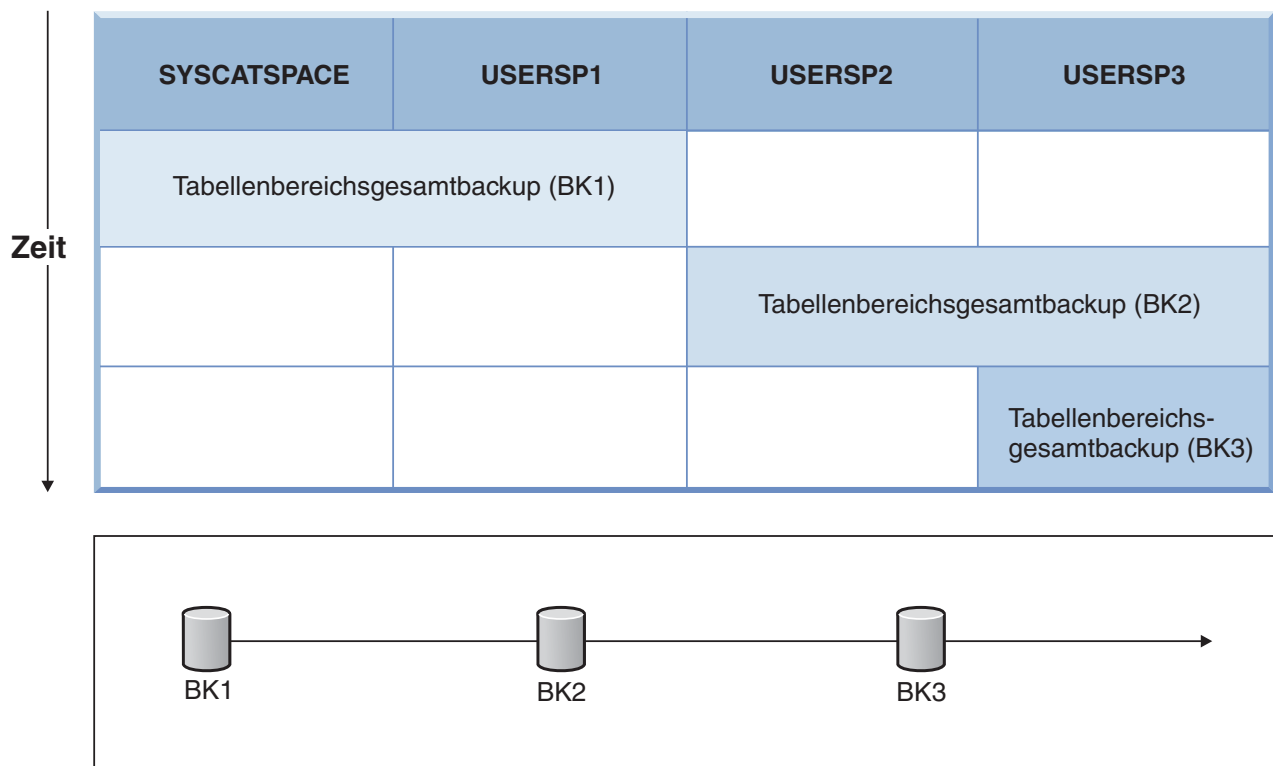 SYSCATSPACE USERSP1 USERSP2 USERSP3
Tabellenbereichsgesamtbackup (BK1)
Zeit
Tabellenbereichsgesamtbackup (BK2)
Tabellenbereichs-
gesamtbackup (BK3)
BK1 BK2 BK3